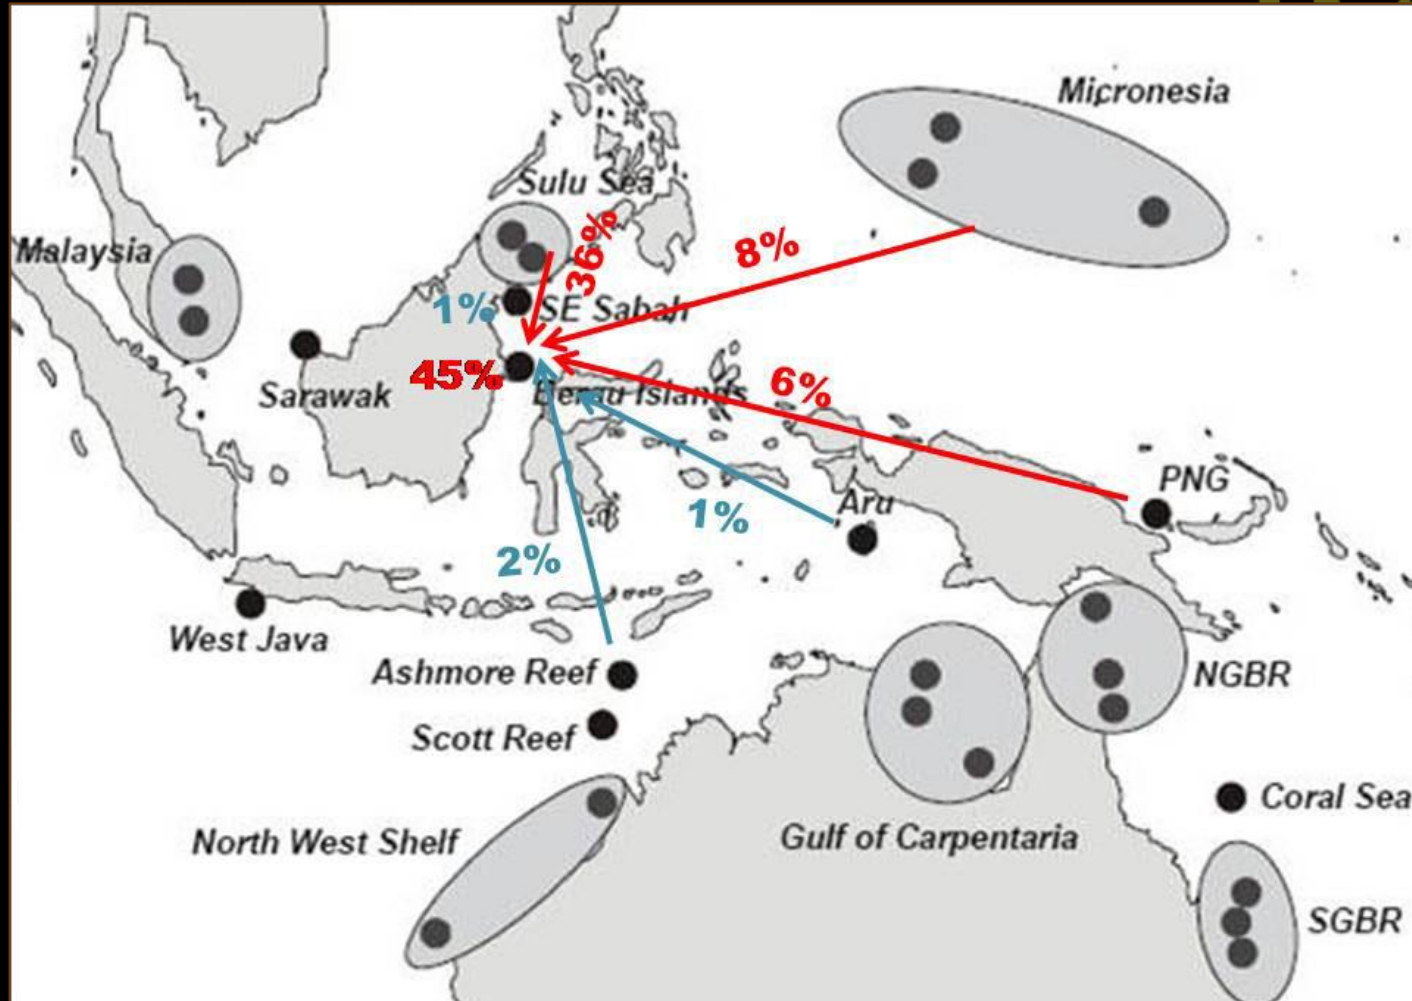 Micronesia
Sulu Sea
36%
8%
Malaysia
1%
SE Sabah
45%
Berau Islands
6%
Sarawak
PNG
Aru
1%
2%
West Java
Ashmore Reef
NGBR
Scott Reef
Coral Sea
North West Shelf
Gulf of Carpentaria
SGBR